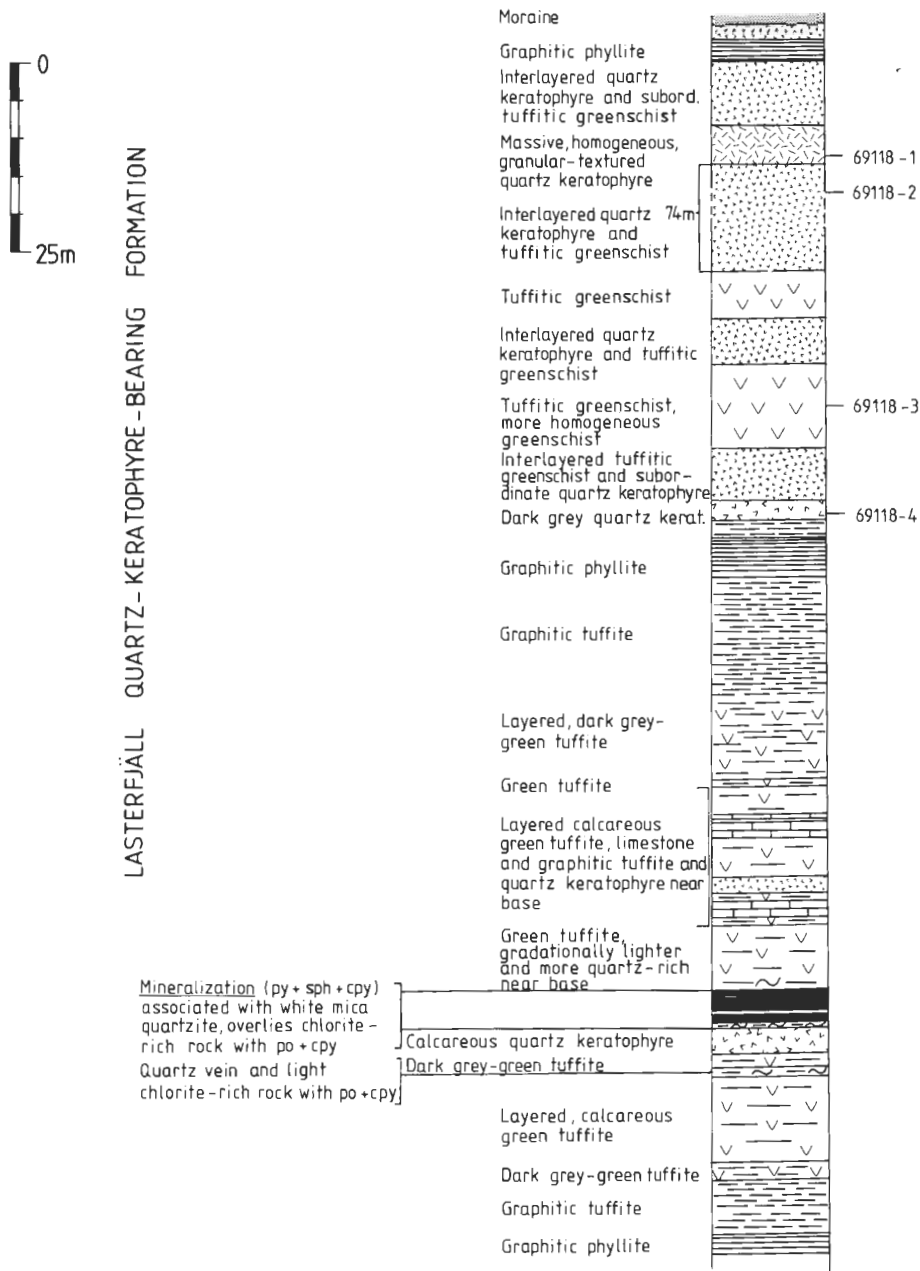 Moraine
0
Graphitic phyllite
Interlayered quartz
keratophyre and subord.
tuffitic greenschist
Massive, homogeneous,
granular-textured
quartz keratophyre
69118-1
69118-2
Interlayered quartz 74m
keratophyre and
tuffitic greenschist
25m
LASTERFJÄLL QUARTZ-KERATOPHYRE-BEARING FORMATION
Tuffitic greenschist
Interlayered quartz
keratophyre and tuffitic
greenschist
Tuffitic greenschist,
more homogeneous
greenschist
69118-3
Interlayered tuffitic
greenschist and subor-
dinate quartz keratophyre
Dark grey quartz kerat.
69118-4
Graphitic phyllite
Graphitic tuffite
Layered, dark grey-
green tuffite
Green tuffite
Layered calcareous
green tuffite, limestone
and graphitic tuffite and
quartz keratophyre near
base
Green tuffite,
gradationally lighter
and more quartz-rich
near base
Mineralization (py + sph + cpy)
associated with white mica
quartzite, overlies chlorite-
rich rock with po + cpy
Calcareous quartz keratophyre
Quartz vein and light
chlorite-rich rock with po + cpy
Dark grey-green tuffite
Layered, calcareous
green tuffite
Dark grey-green tuffite
Graphitic tuffite
Graphitic phyllite